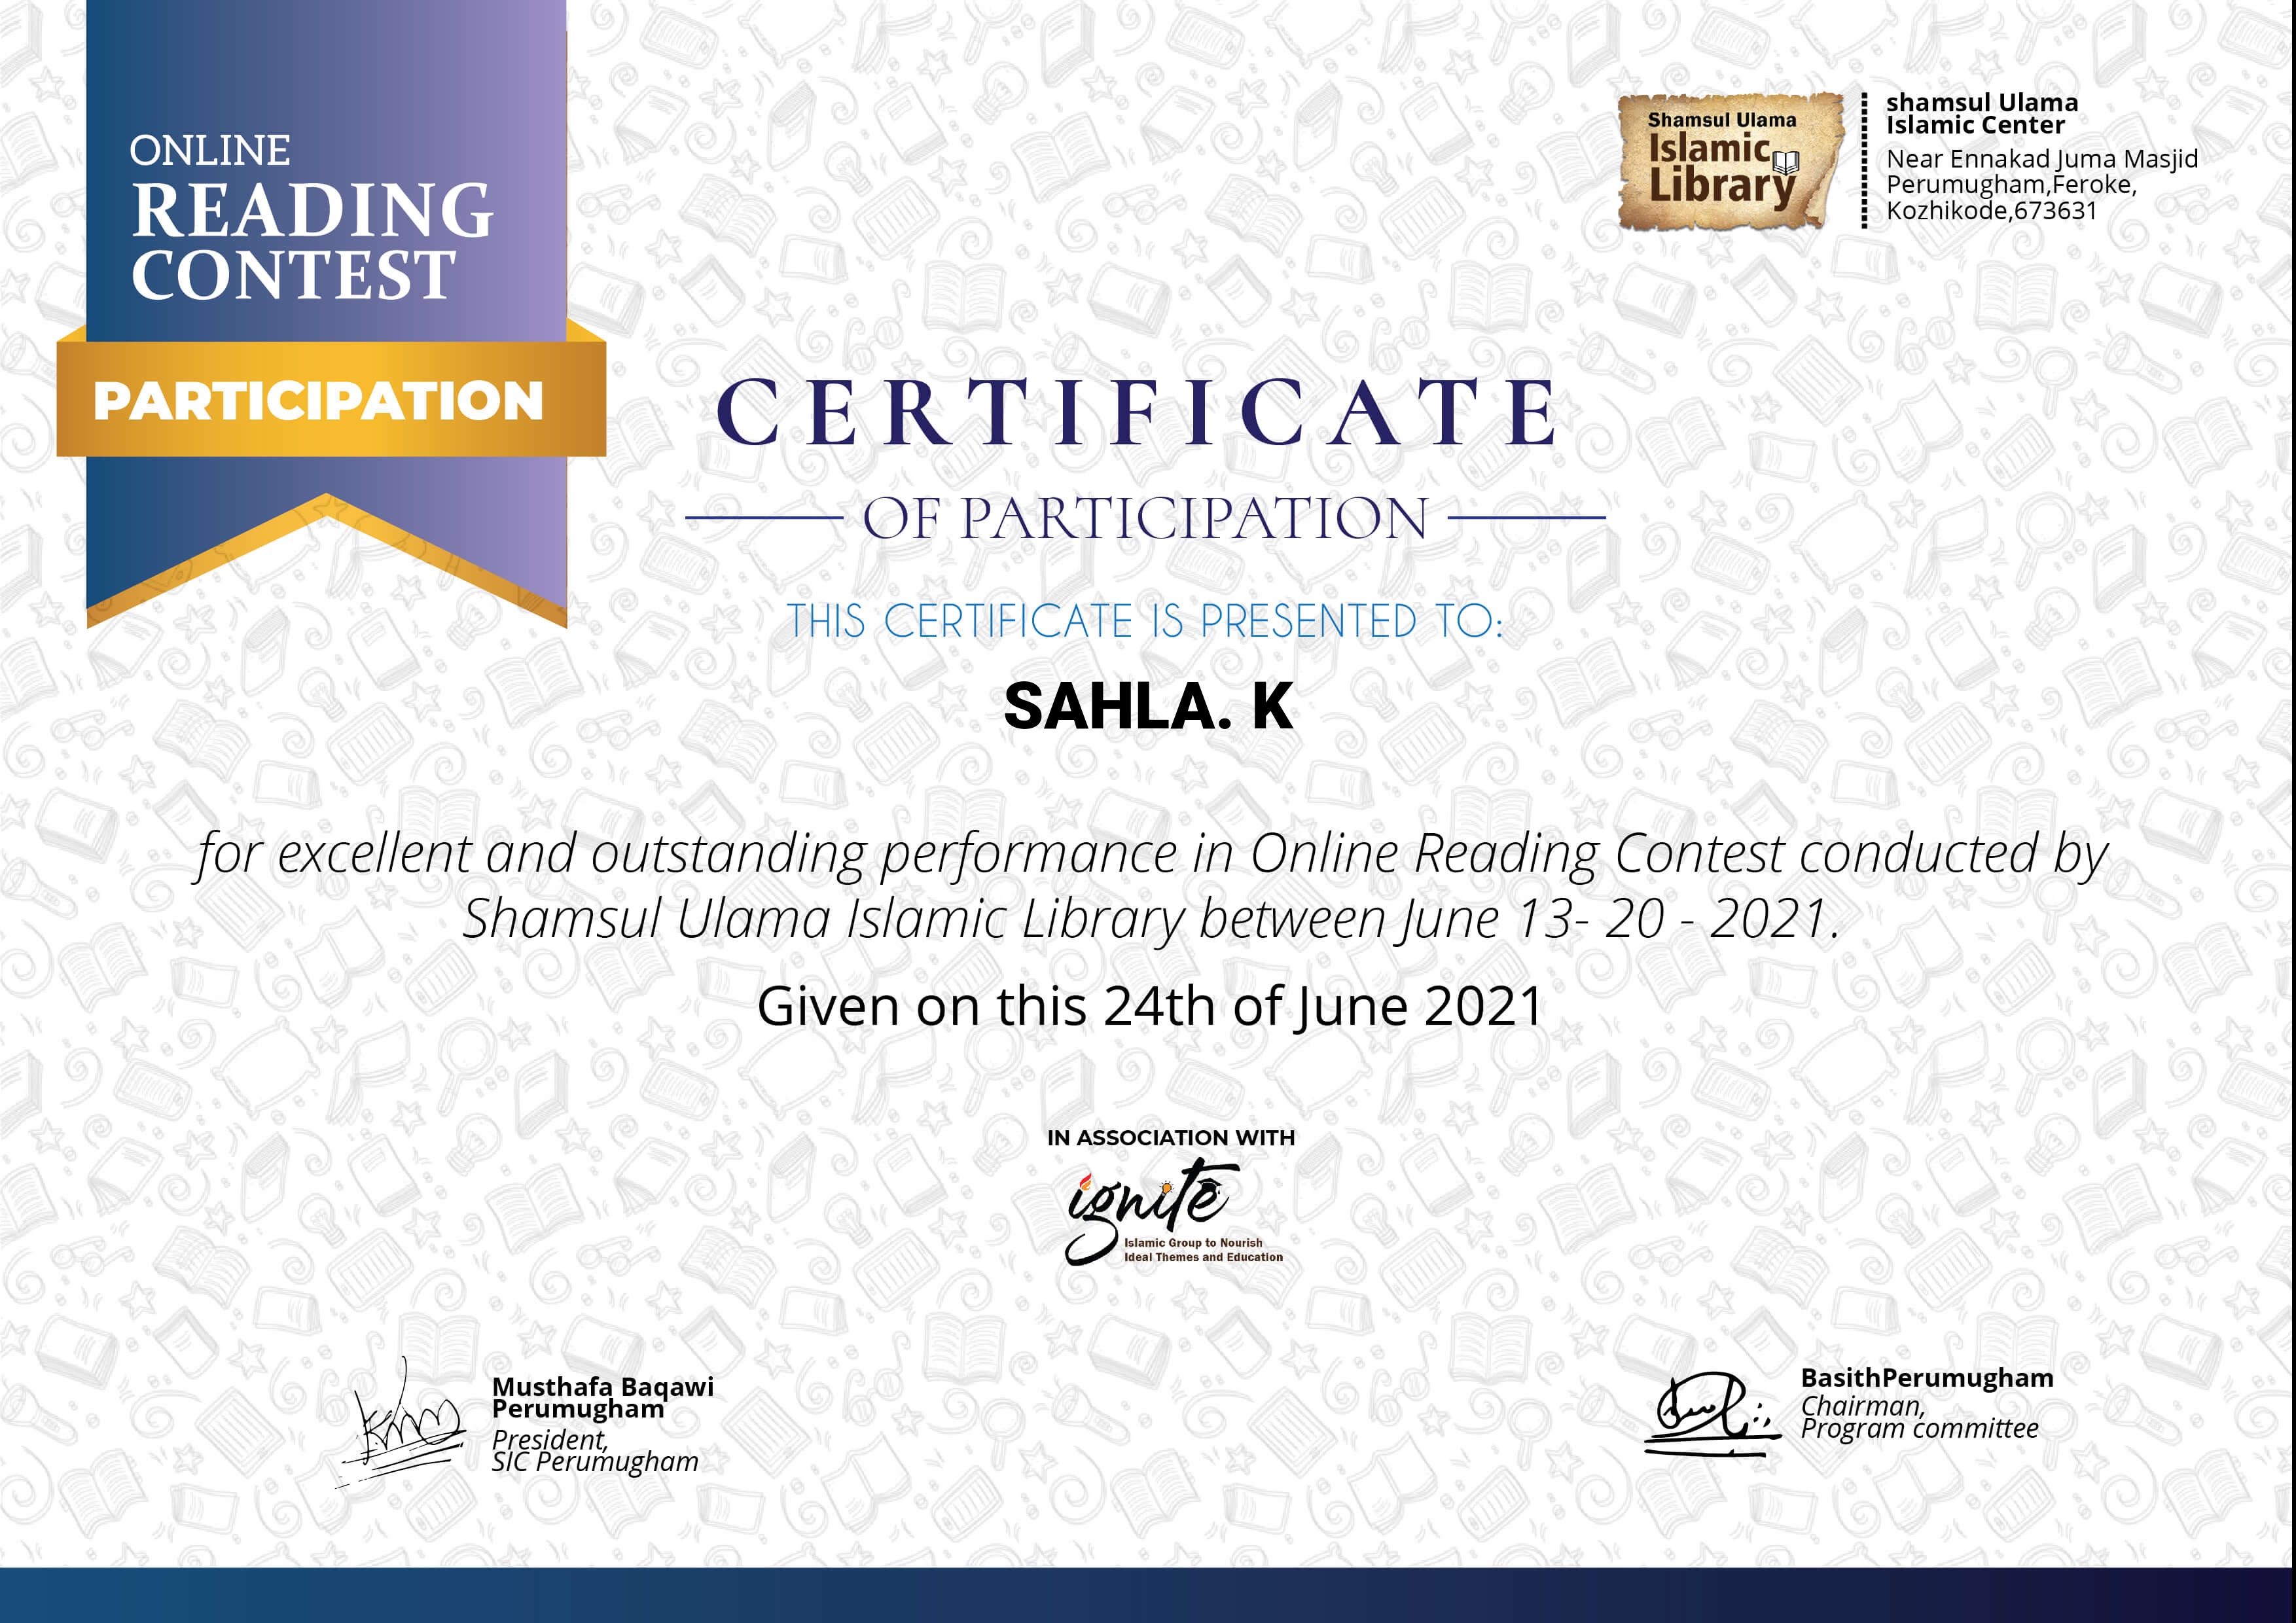 ONLINE
READING
CONTEST
PARTICIPATION
Shamsul Ulama
Islamic
Library
shamsul Ulama
Islamic Center
Near Ennakad Juma Masjid
Perumugham,Feroke,
Kozhikode,673631
CERTIFICATE
OF PARTICIPATION
THIS CERTIFICATE IS PRESENTED TO:
SAHLA. K
for excellent and outstanding performance in Online Reading Contest conducted by
Shamsul Ulama Islamic Library between June 13- 20 - 2021.
Given on this 24th of June 2021
IN ASSOCIATION WITH
ignite
Islamic Group to Nourish
Ideal Themes and Education
Musthafa Baqawi
Perumugham
President,
SIC Perumugham
BasithPerumugham
Chairman,
Program committee